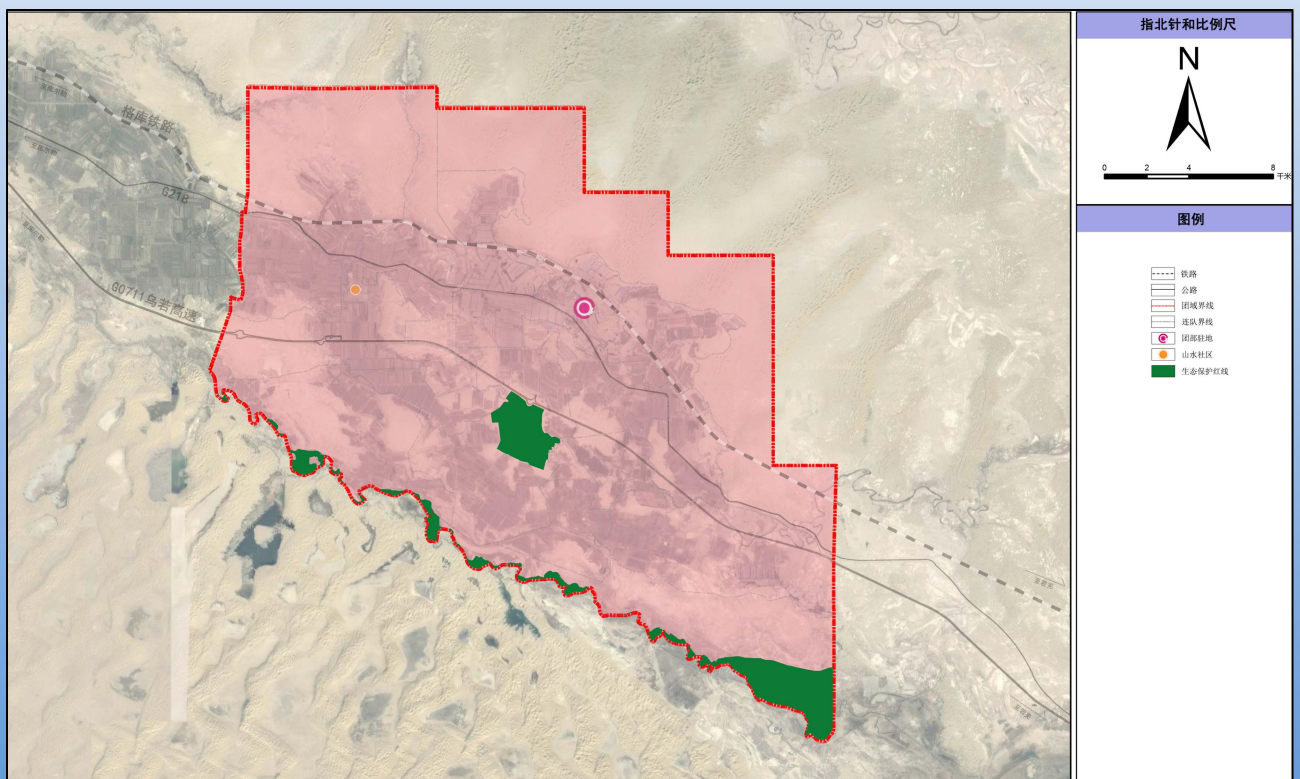 指北针和比例尺
N
0 2 4 8
千米
图例
铁路
公路
团域界线
连队界线
团部驻地
山水社区
生态保护红线
格库铁路
G218
G0711乌若高速